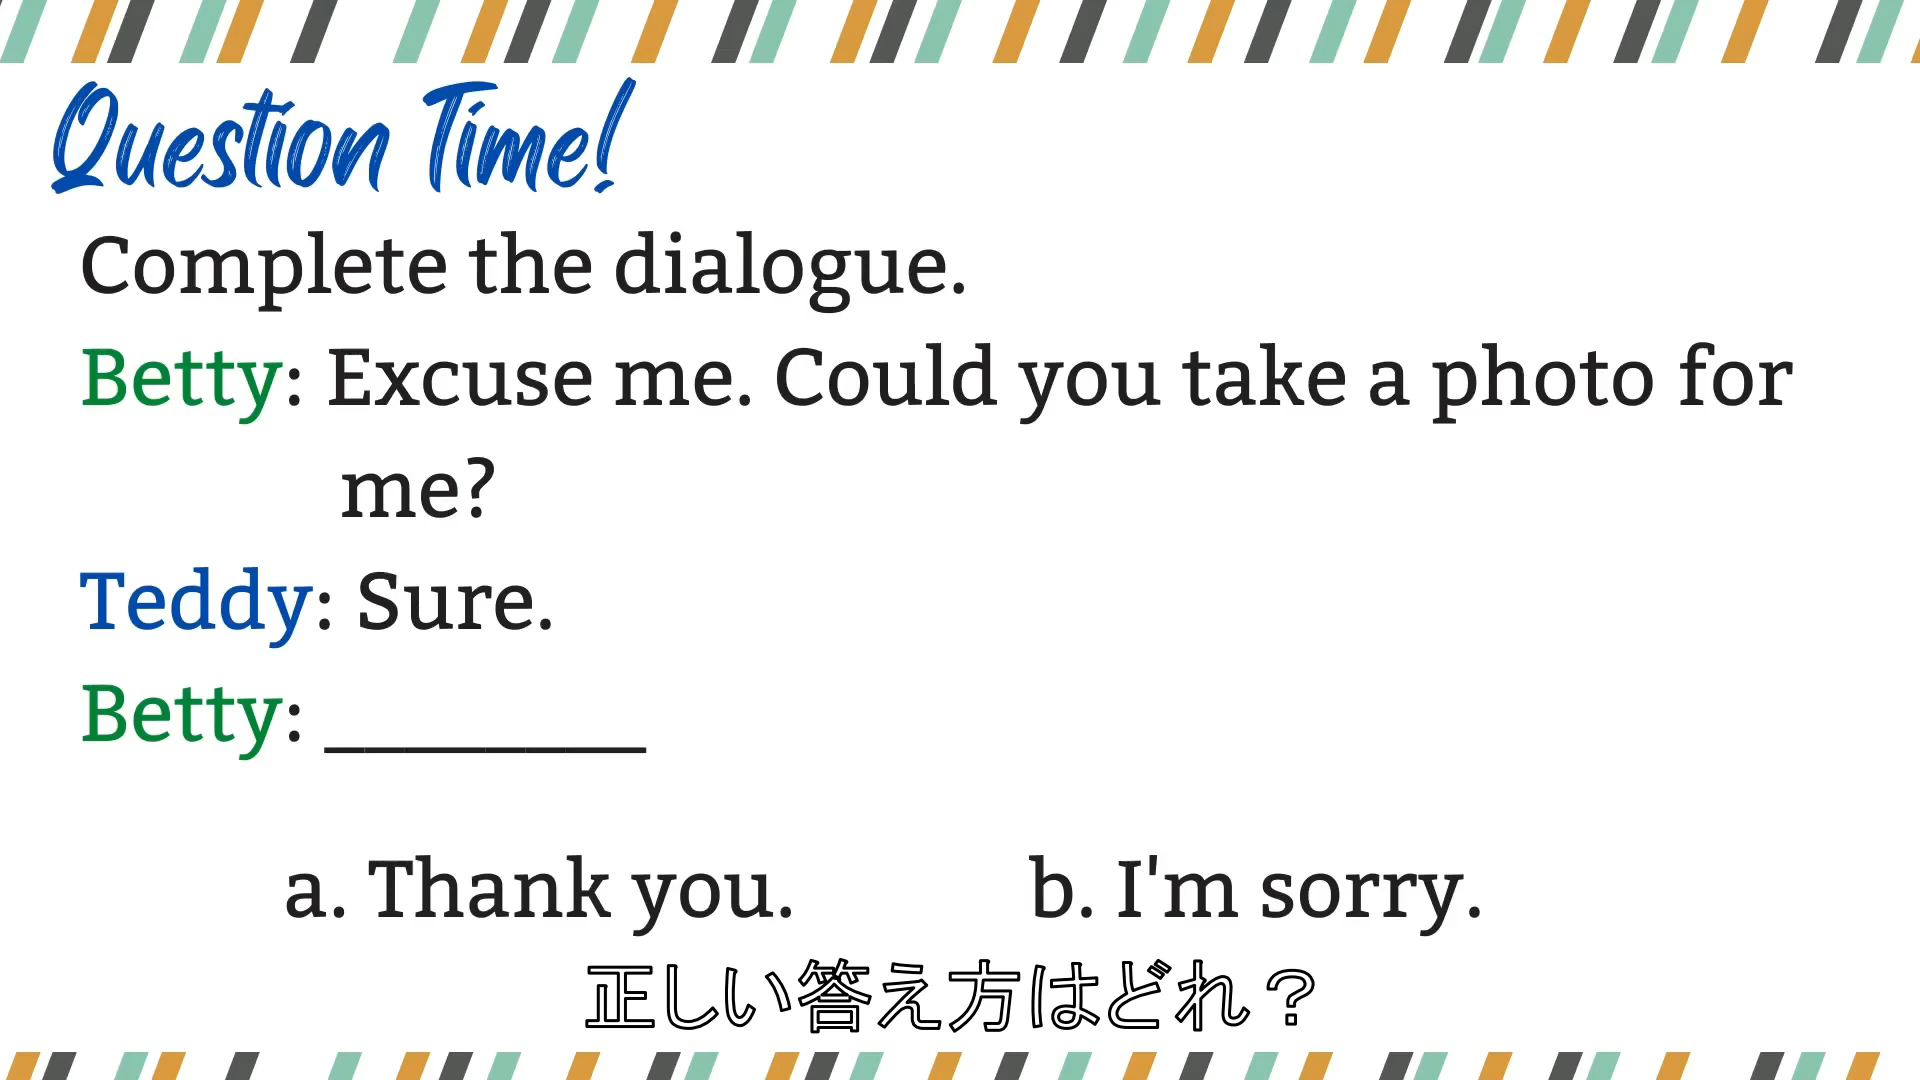 Question Time!
Complete the dialogue.
Betty: Excuse me. Could you take a photo for
me?
Teddy: Sure.
Betty: ________
a. Thank you. b. I'm sorry.
正しい答え方はどれ？